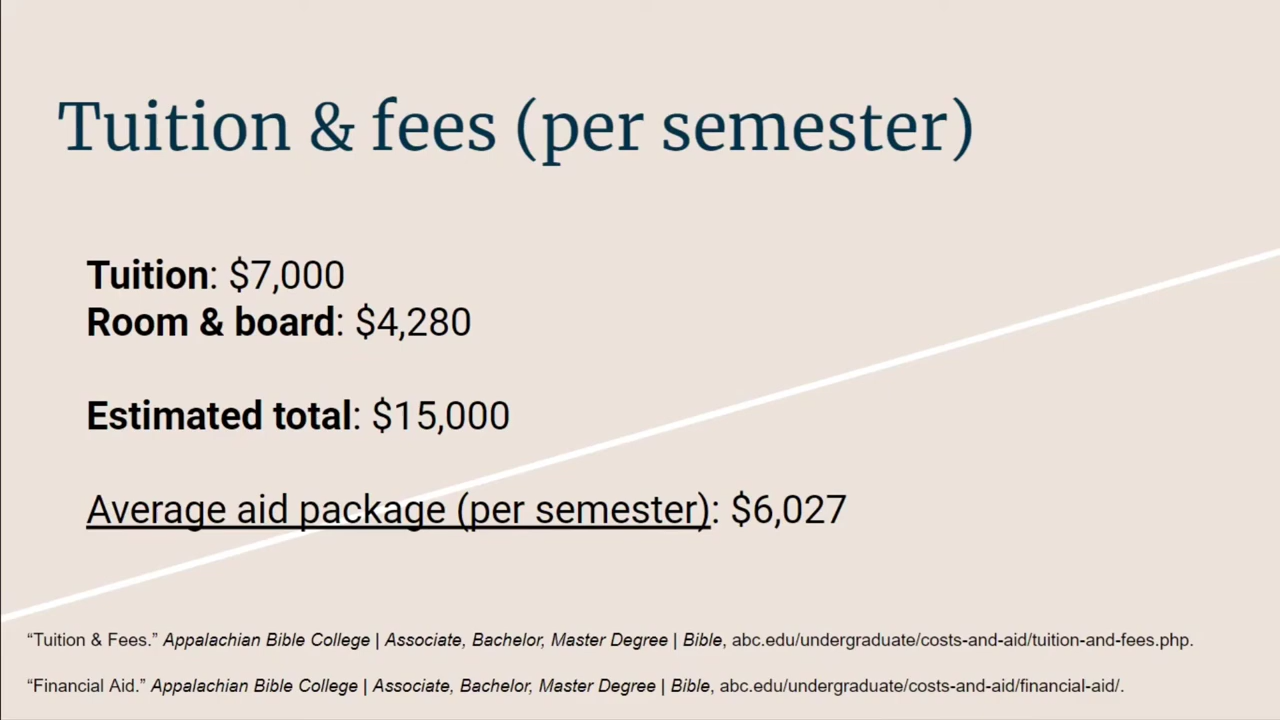 Tuition & fees (per semester)
Tuition: $7,000
Room & board: $4,280
Estimated total: $15,000
Average aid package (per semester): $6,027
“Tuition & Fees.” Appalachian Bible College | Associate, Bachelor, Master Degree | Bible, abc.edu/undergraduate/costs-and-aid/tuition-and-fees.php.
“Financial Aid.” Appalachian Bible College | Associate, Bachelor, Master Degree | Bible, abc.edu/undergraduate/costs-and-aid/financial-aid/.